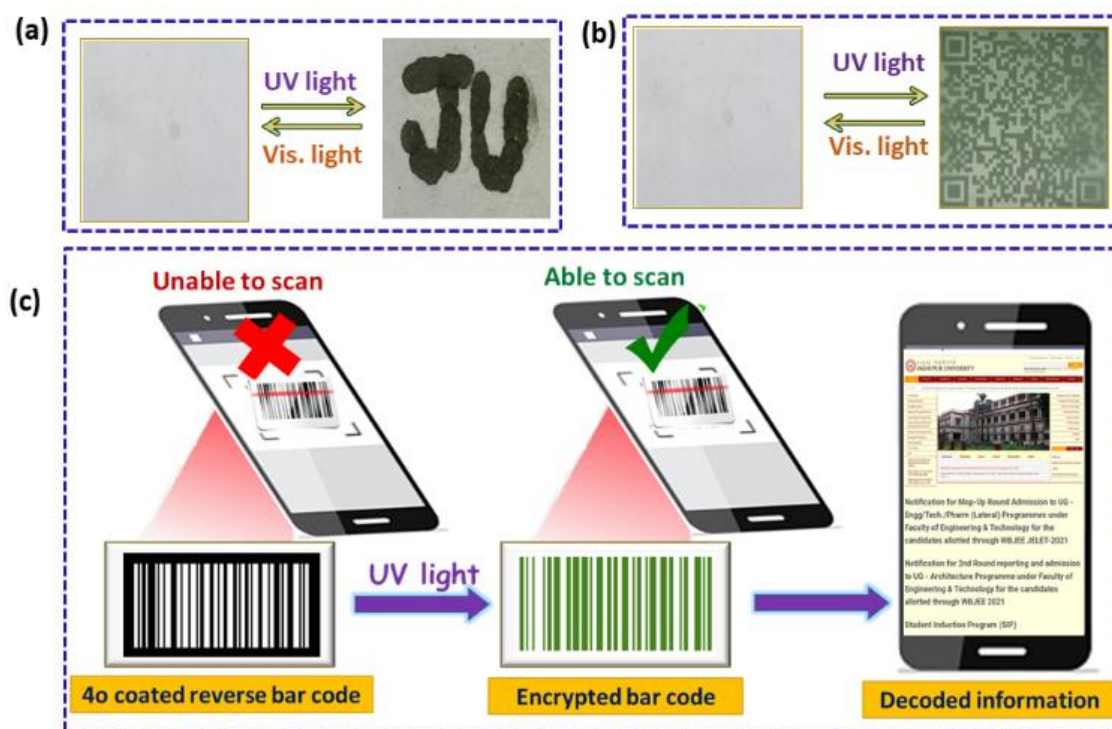 (a)
UV light
Vis. light
JU
(b)
UV light
Vis. light
(c)
Unable to scan
Able to scan
UV light
4o coated reverse bar code
Encrypted bar code
Notification for Mop-Up Round Admission to UG -
Engg/Tech./Pharm (Lateral) Programmes under
Faculty of Engineering & Technology for the
candidates allotted through WBJEE JELET-2021
Notification for 2nd Round reporting and admission
to UG - Architecture Programme under Faculty of
Engineering & Technology for the candidates
allotted through WBJEE 2021
Student Induction Program (SIP)
Decoded information